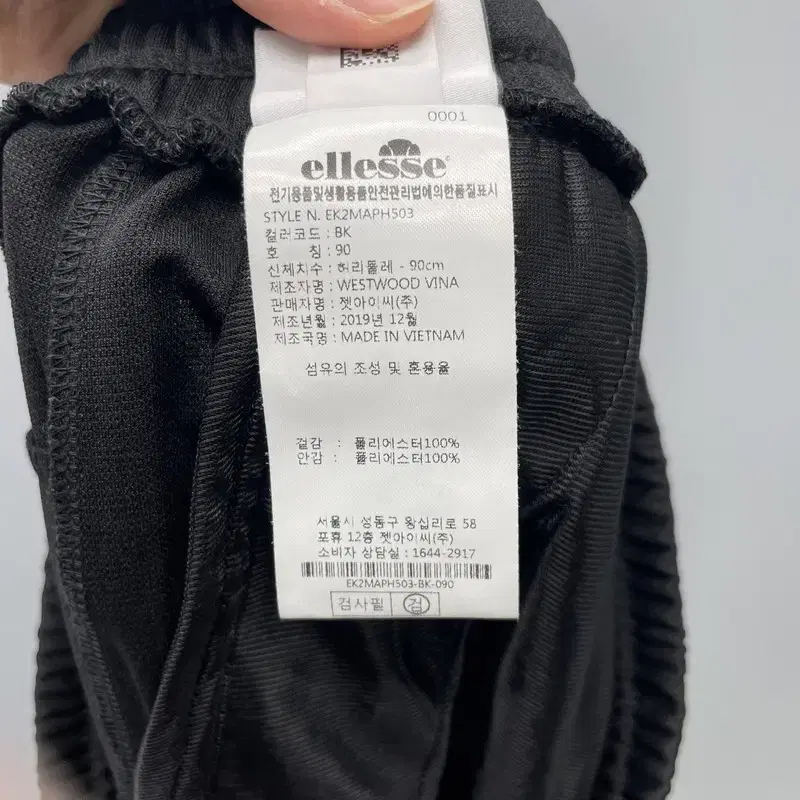 0001
ellesse
전기용품및생활용품안전관리법에의한품질표시
STYLE N. EK2MAPH503
컬러코드 : BK
호 칭 : 90
신체치수 : 허리둘레 - 90cm
제조자명 : WESTWOOD VINA
판매자명 : 젯아이씨(주)
제조년월 : 2019년 12월
제조국명 : MADE IN VIETNAM
섬유의 조성 및 혼용율
겉감 : 폴리에스터100%
안감 : 폴리에스터100%
서울시 성동구 왕십리로 58
포휴 12층 젯아이씨(주)
소비자 상담실 : 1644-2917
EK2MAPH503-BK-090
검사필 검